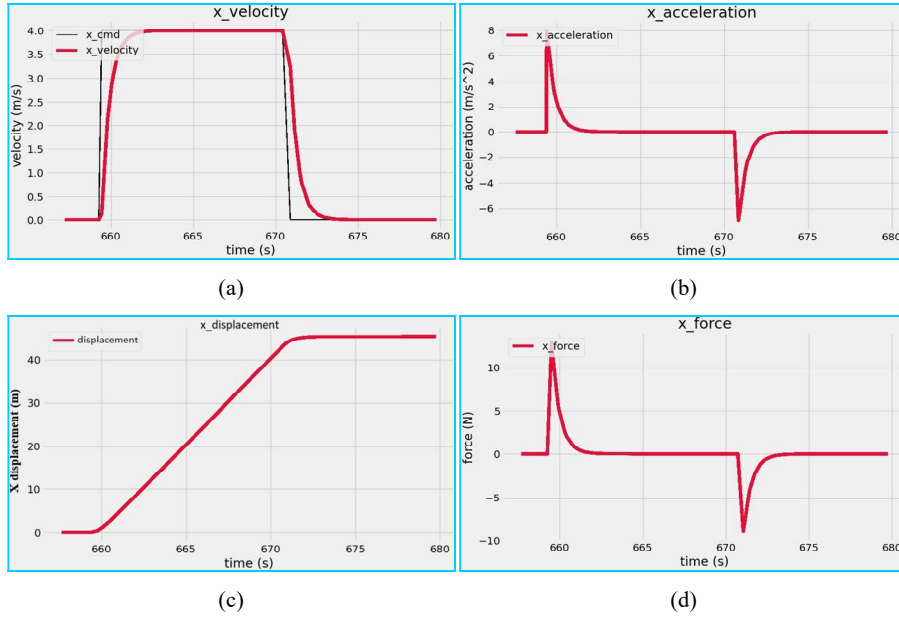 x_velocity
x_cmd
x_velocity
velocity (m/s)
4.0
3.5
3.0
2.5
2.0
1.5
1.0
0.5
0.0
660 665 670 675 680
time (s)
(a)
x_acceleration
x_acceleration
acceleration (m/s^2)
8
6
4
2
0
-2
-4
-6
660 665 670 675 680
time (s)
(b)
x_displacement
displacement
X displacement (m)
40
30
20
10
0
660 665 670 675 680
time (s)
(c)
x_force
x_force
force (N)
10
5
0
-5
-10
660 665 670 675 680
time (s)
(d)